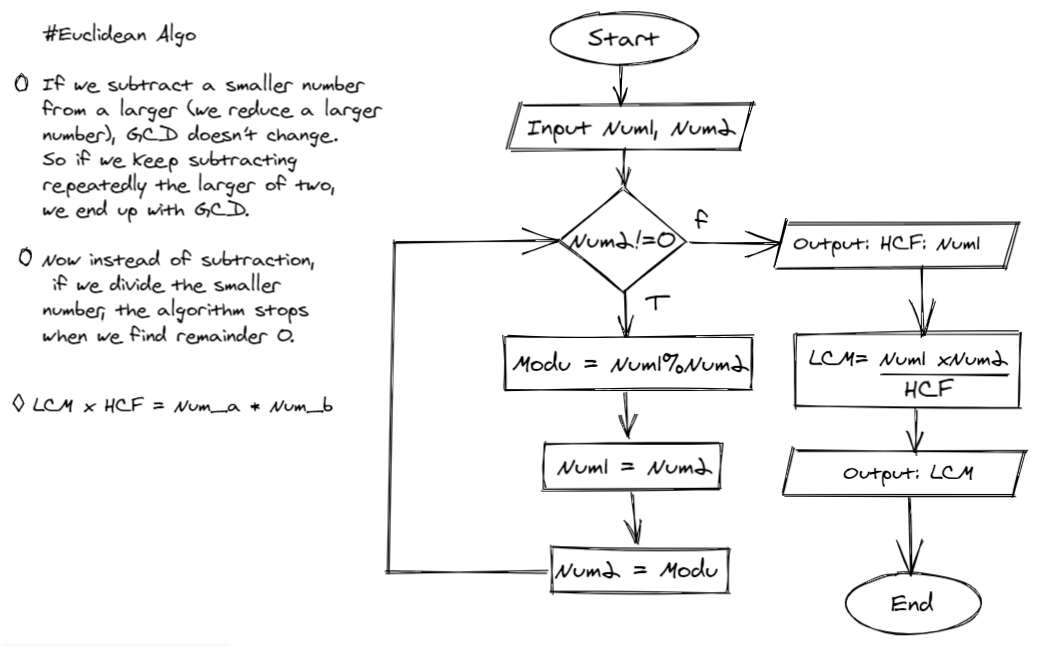 #Euclidean Algo
If we subtract a smaller number
from a larger (we reduce a larger
number), GCD doesn't change.
So if we keep subtracting
repeatedly the larger of two,
we end up with GCD.
Now instead of subtraction,
if we divide the smaller
number, the algorithm stops
when we find remainder 0.
LCM x HCF = Num_a * Num_b
Start
Input Num1, Num2
Num2!=0
F
T
Modu = Num1%Num2
Num1 = Num2
Num2 = Modu
Output: HCF: Num1
LCM= Num1 xNum2
HCF
Output: LCM
End